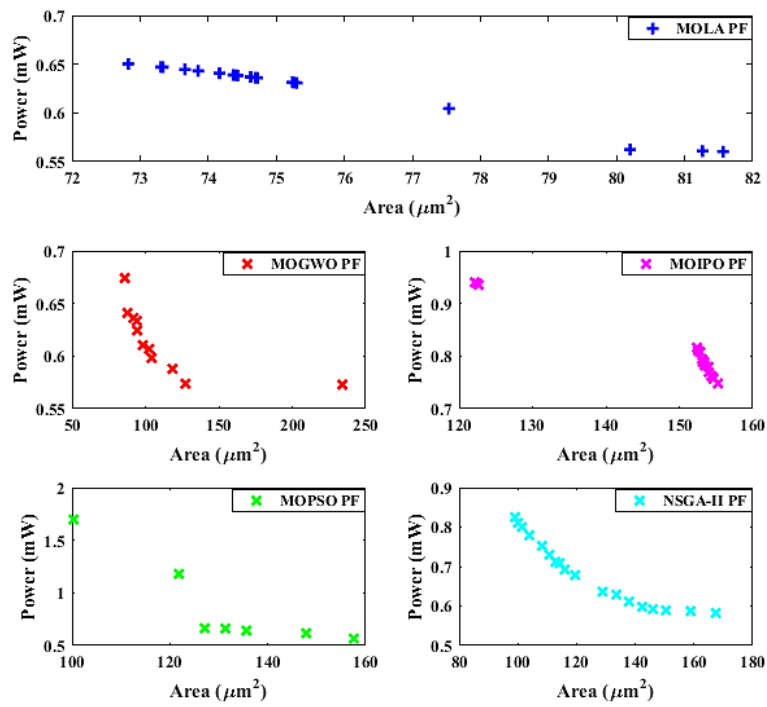 0.7
MOLA PF
0.65
0.6
0.55
Power (mW)
72 73 74 75 76 77 78 79 80 81 82
Area (μm²)
0.7
MOGWO PF
0.65
0.6
0.55
Power (mW)
50 100 150 200 250
Area (μm²)
1
MOIPO PF
0.9
0.8
0.7
Power (mW)
120 130 140 150 160
Area (μm²)
2
MOPSO PF
1.5
1
0.5
Power (mW)
100 120 140 160
Area (μm²)
0.9
NSGA-II PF
0.8
0.7
0.6
0.5
Power (mW)
80 100 120 140 160 180
Area (μm²)